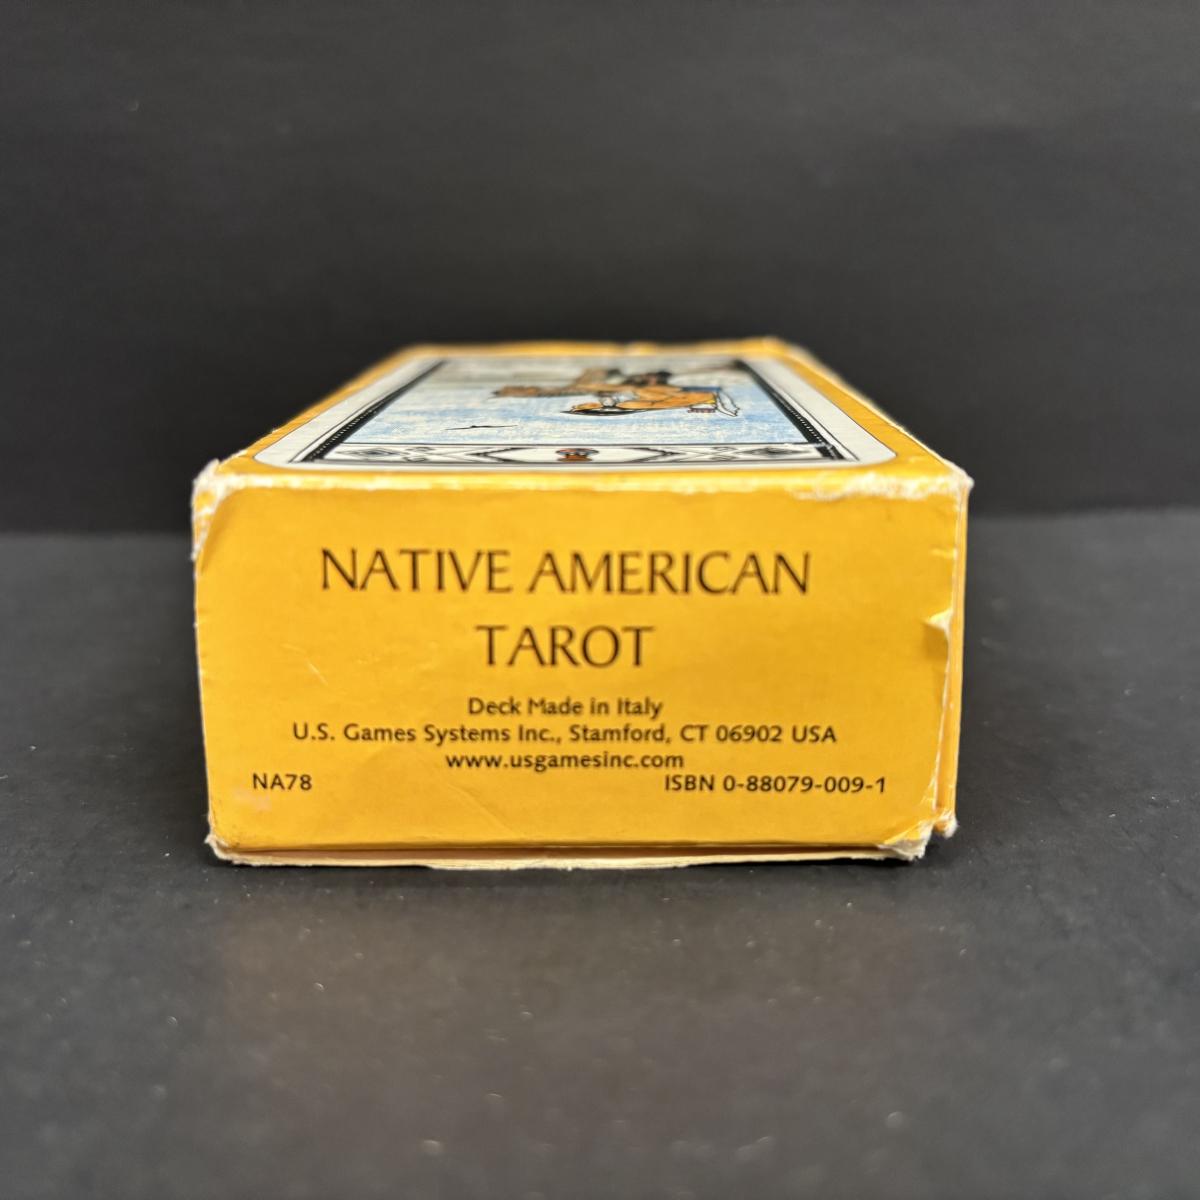 NATIVE AMERICAN
TAROT
Deck Made in Italy
U.S. Games Systems Inc., Stamford, CT 06902 USA
www.usgamesinc.com
NA78 ISBN 0-88079-009-1